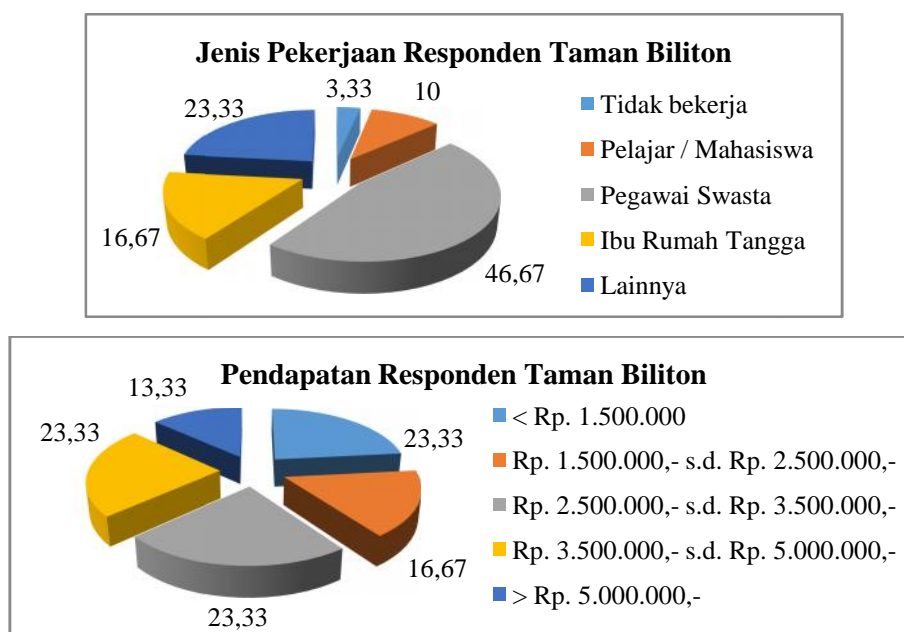 Jenis Pekerjaan Responden Taman Biliton
3,33
10
23,33
16,67
46,67
Tidak bekerja
Pelajar / Mahasiswa
Pegawai Swasta
Ibu Rumah Tangga
Lainnya
Pendapatan Responden Taman Biliton
13,33
23,33
23,33
16,67
23,33
< Rp. 1.500.000
Rp. 1.500.000,- s.d. Rp. 2.500.000,-
Rp. 2.500.000,- s.d. Rp. 3.500.000,-
Rp. 3.500.000,- s.d. Rp. 5.000.000,-
> Rp. 5.000.000,-